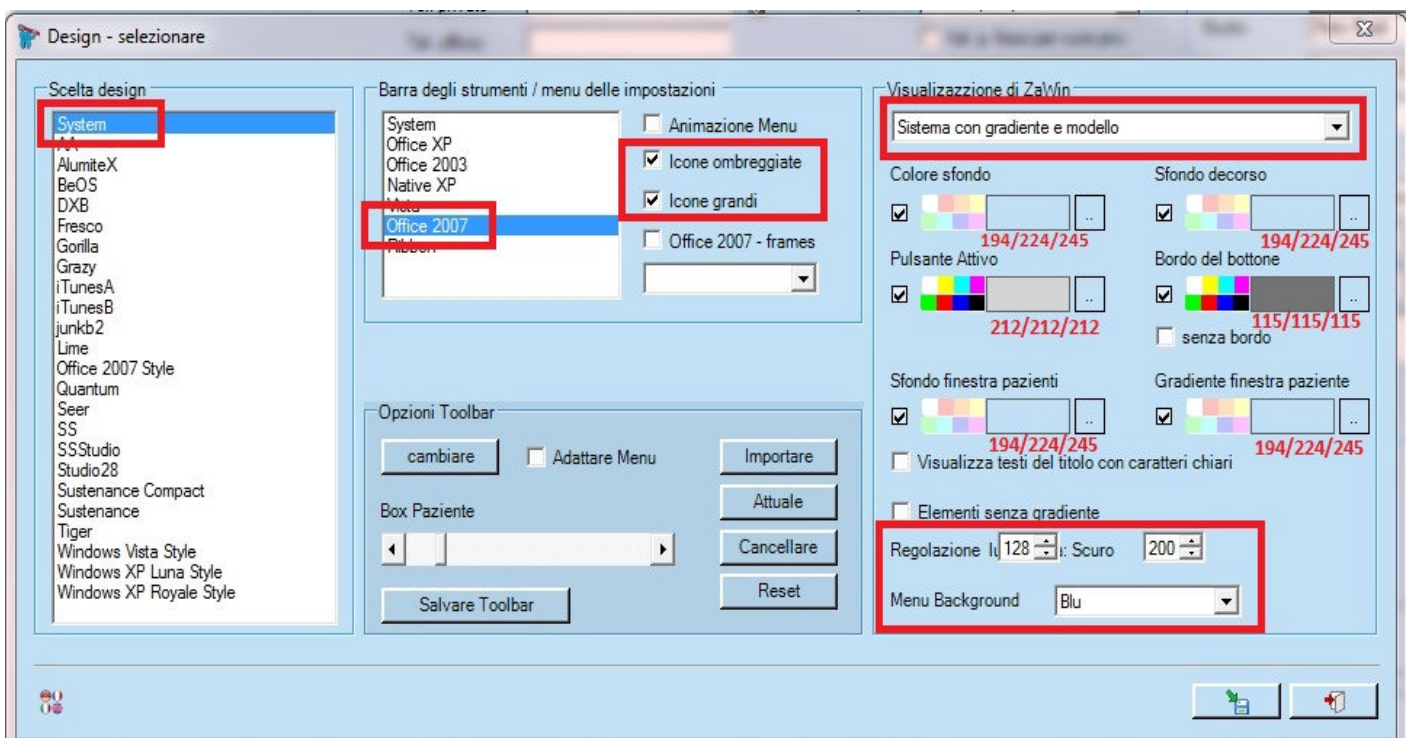 Design - selezionare
Scelta design
System
AA
AlumiteX
BeOS
DXB
Fresco
Gorilla
Grazy
iTunesA
iTunesB
junkb2
Lime
Office 2007 Style
Quantum
Seer
SS
SSStudio
Studio28
Sustenance Compact
Sustenance
Tiger
Windows Vista Style
Windows XP Luna Style
Windows XP Royale Style
Barra degli strumenti / menu delle impostazioni
System
Office XP
Office 2003
Native XP
Vista
Office 2007
Ribbon
Animazione Menu
Icone ombreggiate
Icone grandi
Office 2007 - frames
Opzioni Toolbar
cambiare
Adattare Menu
Importare
Attuale
Box Paziente
Cancellare
Reset
Salvare Toolbar
Visualizazzione di ZaWin
Sistema con gradiente e modello
Colore sfondo
Sfondo decorso
..
..
194/224/245
194/224/245
Pulsante Attivo
Bordo del bottone
..
..
212/212/212
115/115/115
senza bordo
Sfondo finestra pazienti
Gradiente finestra paziente
..
..
194/224/245
194/224/245
Visualizza testi del titolo con caratteri chiari
Elementi senza gradiente
Regolazione 128 Scuro 200
Menu Background Blu